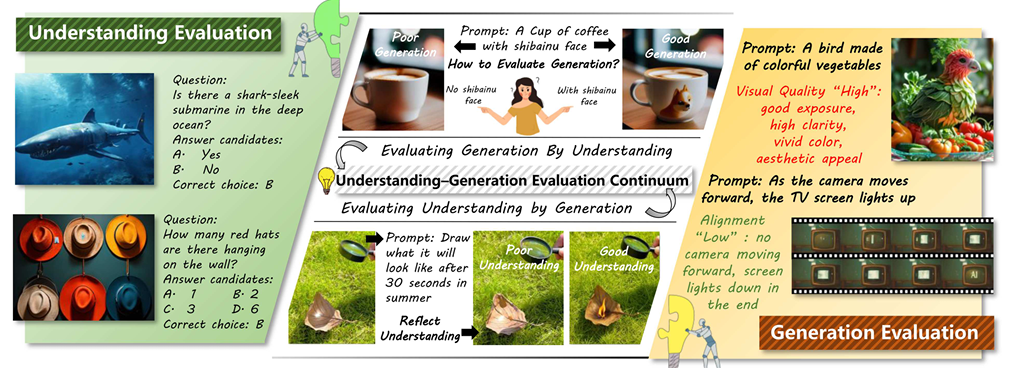 Understanding Evaluation
Question:
Is there a shark-sleek
submarine in the deep
ocean?
Answer candidates:
A. Yes
B. No
Correct choice: B
Question:
How many red hats
are there hanging
on the wall?
Answer candidates:
A. 1 B. 2
C. 3 D. 6
Correct choice: B
Poor
Generation
Prompt: A Cup of coffee
with shibainu face
How to Evaluate Generation?
Good
Generation
No shibainu
face
?
?
With shibainu
face
Evaluating Generation By Understanding
Understanding–Generation Evaluation Continuum
Evaluating Understanding by Generation
Prompt: Draw
what it will
look like after
30 seconds in
summer
Reflect
Understanding
Poor
Understanding
Good
Understanding
Prompt: A bird made
of colorful vegetables
Visual Quality “High”:
good exposure,
high clarity,
vivid color,
aesthetic appeal
Prompt: As the camera moves
forward, the TV screen lights up
Alignment
“Low” : no
camera moving
forward, screen
lights down in
the end
AI
Generation Evaluation